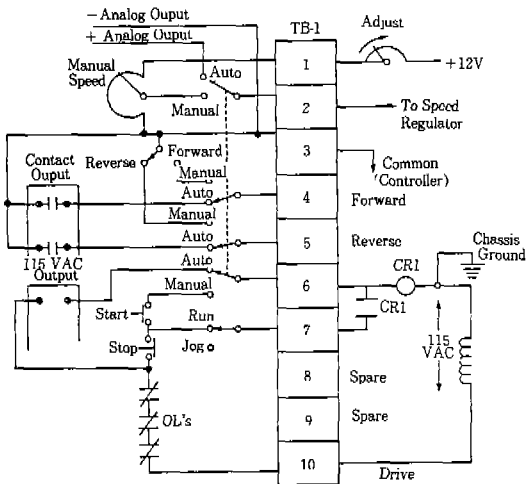 − Analog Ouput
+ Analog Ouput
TB-1
Adjust
Manual
Speed
Auto
1
+12V
Manual
2
To Speed
Regulator
Forward
3
Reverse
Contact
Ouput
Manual
Common
(Controller)
Auto
4
Forward
Manual
Auto
5
Reverse
115 VAC
Output
Auto
6
CR1
Chassis
Ground
Manual
CR1
Start
Run
7
115
VAC
Stop
Jog
8
Spare
OL's
9
Spare
10
Drive